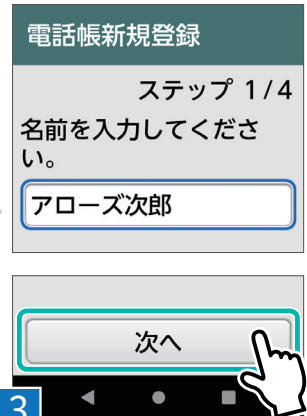 電話帳新規登録
ステップ 1/4
名前を入力してくださ
い。
アローズ次郎
次へ
3